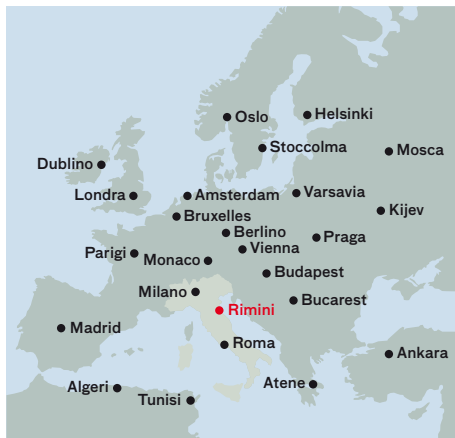 Oslo
Helsinki
Stoccolma
Mosca
Dublino
Londra
Amsterdam
Varsavia
Bruxelles
Kijev
Berlino
Praga
Parigi
Vienna
Monaco
Budapest
Milano
Bucarest
Rimini
Madrid
Roma
Ankara
Algeri
Atene
Tunisi